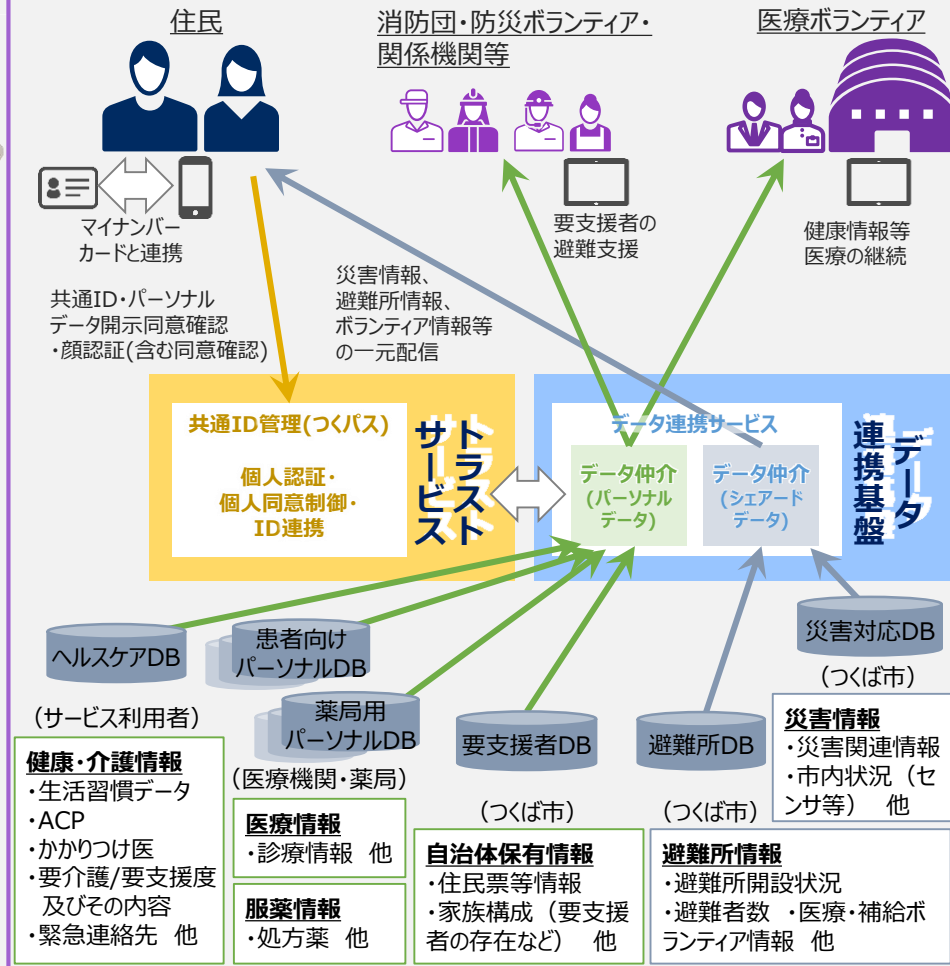 住民
消防団・防災ボランティア・
関係機関等
医療ボランティア
マイナンバー
カードと連携
要支援者の
避難支援
健康情報等
医療の継続
共通ID・パーソナル
データ開示同意確認
・顔認証(含む同意確認)
災害情報、
避難所情報、
ボランティア情報等
の一元配信
共通ID管理(つくパス)
個人認証・
個人同意制御・
ID連携
トラスト
サービス
データ連携サービス
データ仲介
(パーソナル
データ)
データ仲介
(シェアード
データ)
データ
連携基盤
ヘルスケアDB
患者向け
パーソナルDB
薬局用
パーソナルDB
要支援者DB
避難所DB
災害対応DB
(サービス利用者)
健康・介護情報
・生活習慣データ
・ACP
・かかりつけ医
・要介護/要支援度
及びその内容
・緊急連絡先 他
(医療機関・薬局)
医療情報
・診療情報 他
服薬情報
・処方薬 他
(つくば市)
自治体保有情報
・住民票等情報
・家族構成（要支援
者の存在など） 他
(つくば市)
避難所情報
・避難所開設状況
・避難者数 ・医療・補給ボ
ランティア情報 他
(つくば市)
災害情報
・災害関連情報
・市内状況（セ
ンサ等） 他